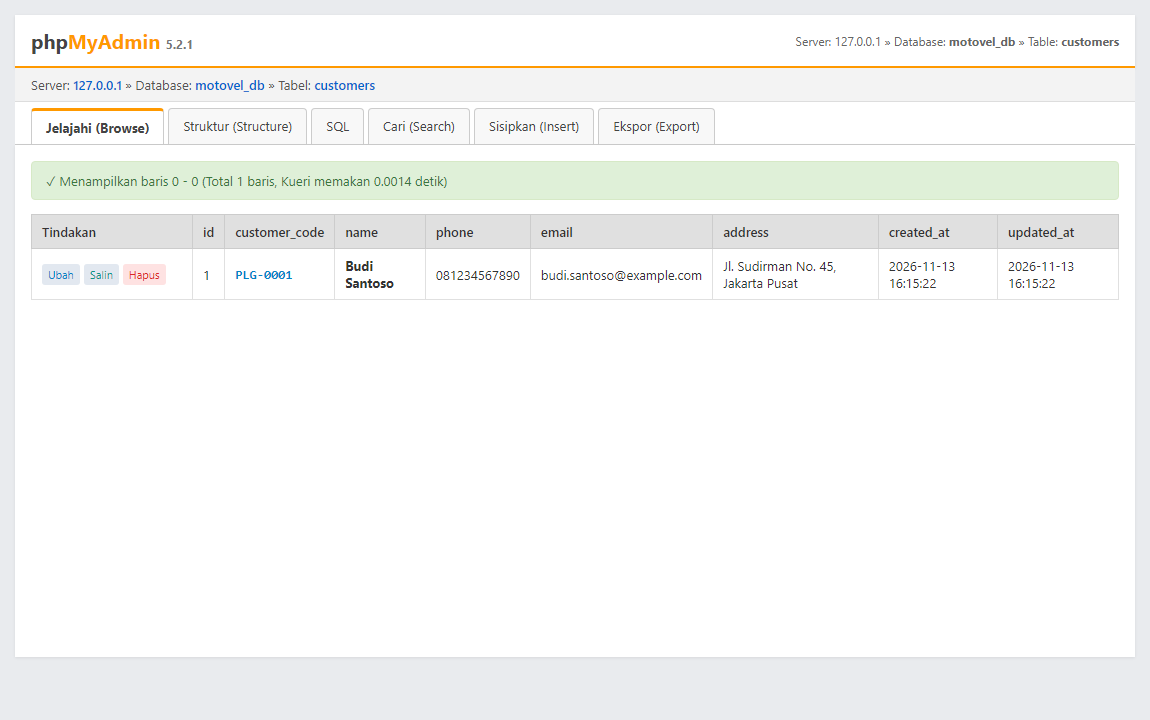 phpMyAdmin 5.2.1
Server: 127.0.0.1 » Database: motovel_db » Table: customers
Server: 127.0.0.1 » Database: motovel_db » Tabel: customers
Jelajahi (Browse) Struktur (Structure) SQL Cari (Search) Sisipkan (Insert) Ekspor (Export)
✓ Menampilkan baris 0 - 0 (Total 1 baris, Kueri memakan 0.0014 detik)
Tindakan id customer_code name phone email address created_at updated_at
Ubah Salin Hapus 1 PLG-0001 Budi Santoso 081234567890 budi.santoso@example.com Jl. Sudirman No. 45, Jakarta Pusat 2026-11-13 16:15:22 2026-11-13 16:15:22